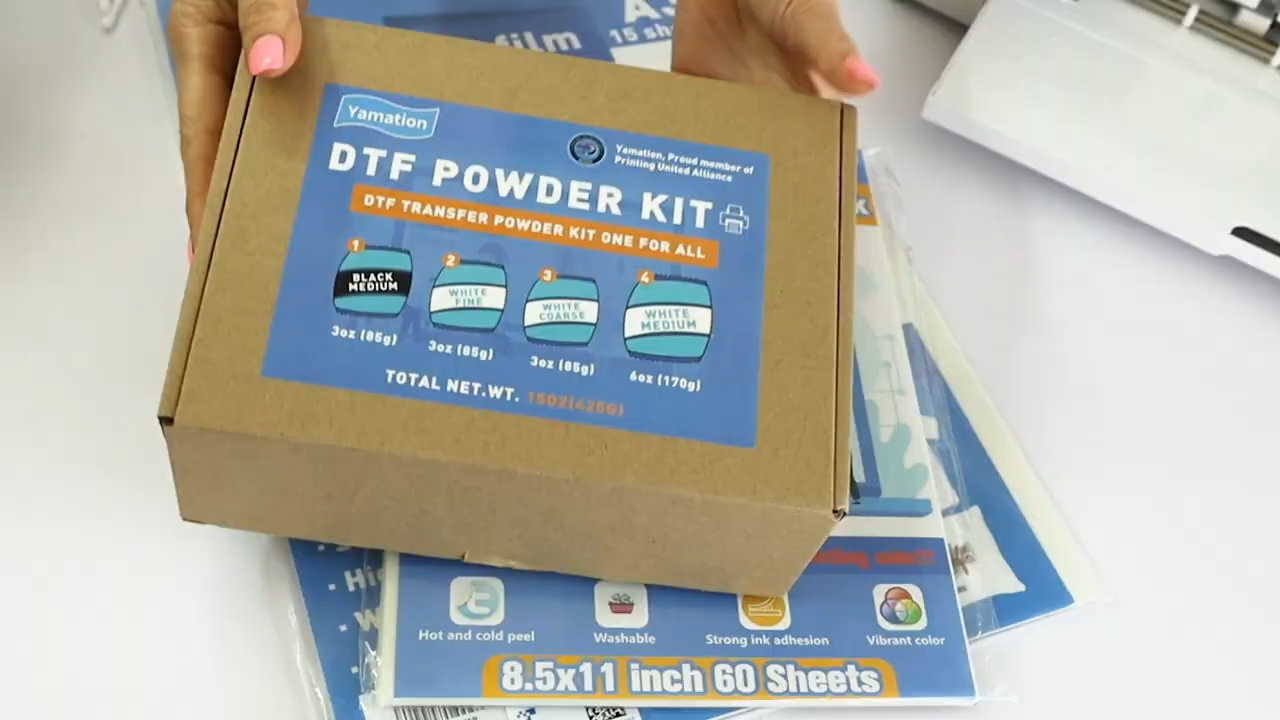 film
15 sh
Yamation
Yamation, Proud member of
Printing United Alliance
DTF POWDER KIT
DTF TRANSFER POWDER KIT ONE FOR ALL
1
2
3
4
BLACK
MEDIUM
WHITE
FINE
WHITE
COARSE
WHITE
MEDIUM
3oz (85g)
3oz (85g)
3oz (85g)
6oz (170g)
TOTAL NET.WT. 15OZ(425G)
Hot and cold peel
Washable
Strong ink adhesion
Vibrant color
8.5x11 inch 60 Sheets